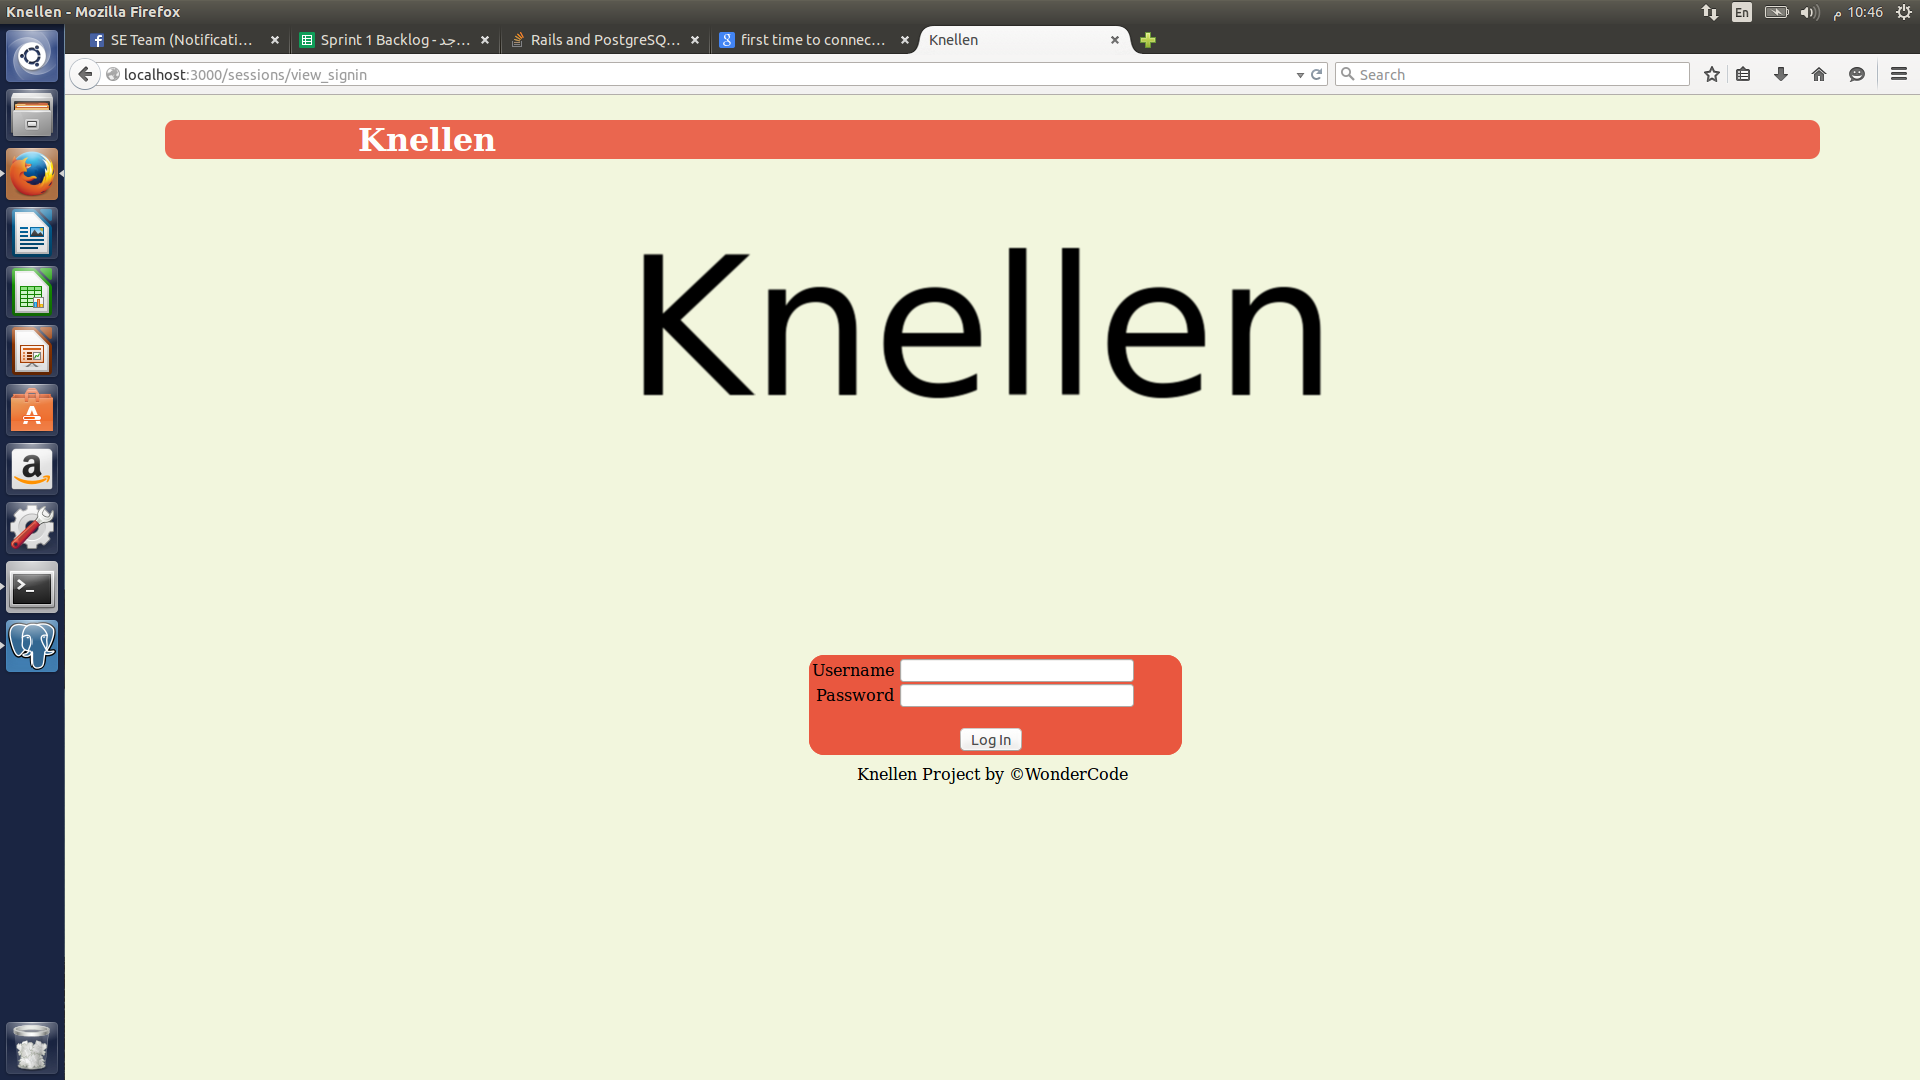 Knellen - Mozilla Firefox
En
م 10:46
SE Team (Notificati...
Sprint 1 Backlog - جد...
Rails and PostgreSQ...
first time to connec...
Knellen
localhost:3000/sessions/view_signin
Search
Knellen
Knellen
Username
Password
Log In
Knellen Project by ©WonderCode